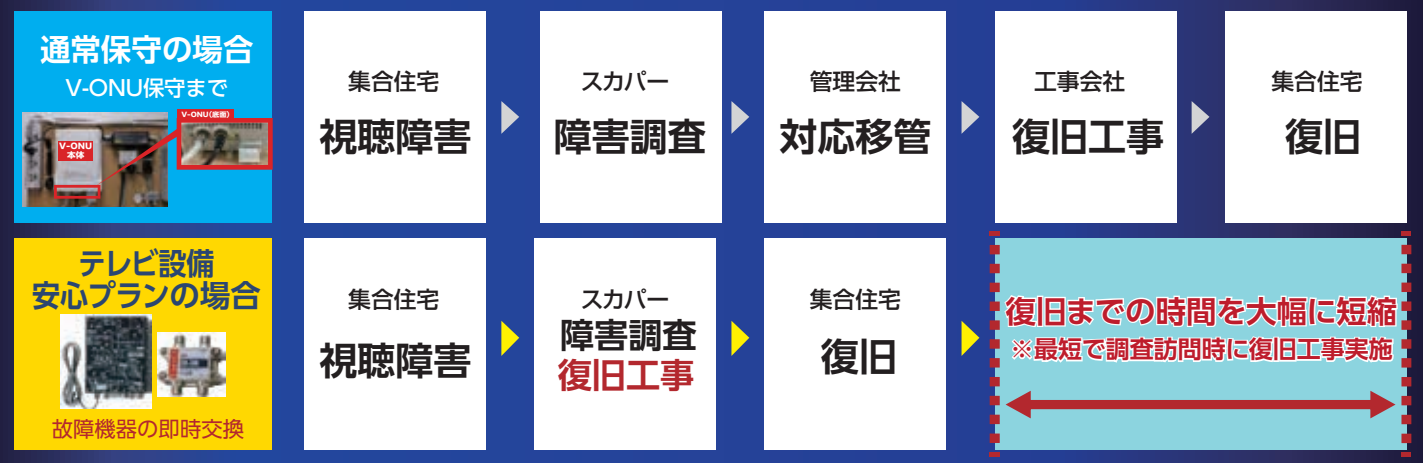 通常保守の場合
V-ONU保守まで
V-ONU(底面)
V-ONU
本体
集合住宅
視聴障害
スカパー
障害調査
管理会社
対応移管
工事会社
復旧工事
集合住宅
復旧
テレビ設備
安心プランの場合
故障機器の即時交換
集合住宅
視聴障害
スカパー
障害調査
復旧工事
集合住宅
復旧
復旧までの時間を大幅に短縮
※最短で調査訪問時に復旧工事実施